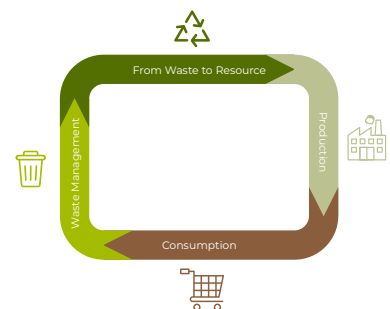 From Waste to Resource
Production
Consumption
Waste Management